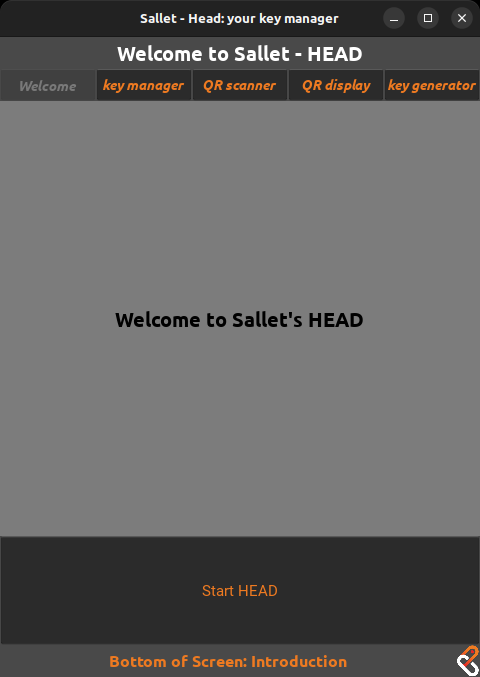 Sallet - Head: your key manager
Welcome to Sallet - HEAD
Welcome key manager QR scanner QR display key generator
Welcome to Sallet's HEAD
Start HEAD
Bottom of Screen: Introduction